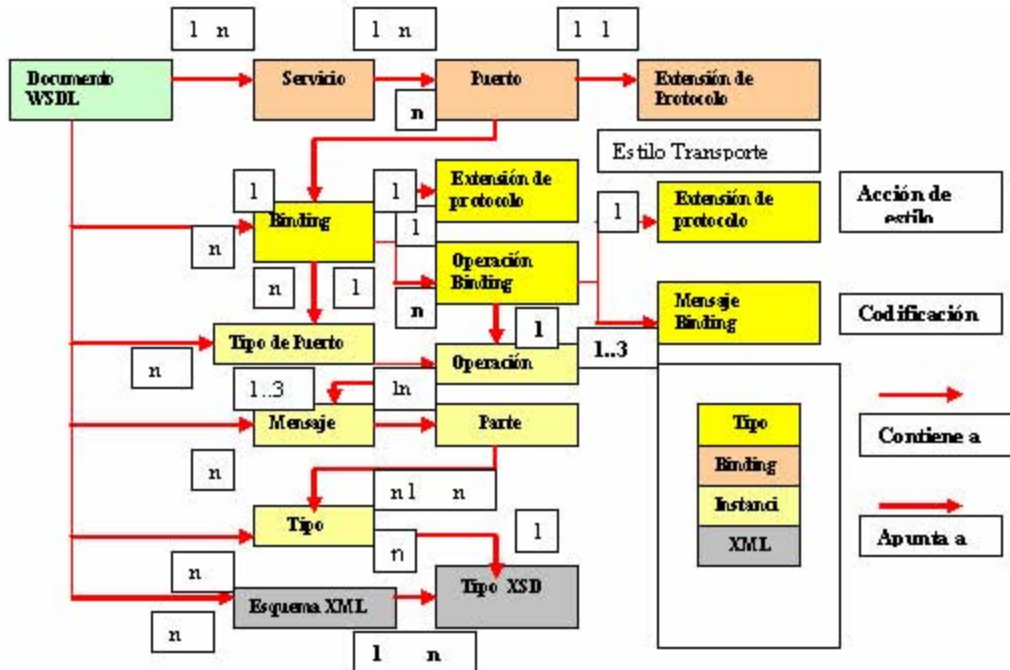 1 n
1 n
1 1
Documento
WSDL
Servicio
Puerto
Extensión de
Protocolo
n
Estilo Transporte
1
Binding
1
Extensión de
protocolo
1
Extensión de
protocolo
Acción de
estilo
1
n
Operación
Binding
n
1
n
Mensaje
Binding
Codificación
Tipo de Puerto
1
1..3
n
Operación
1..3
1n
Mensaje
Parte
Tipo
Contiene a
n
Binding
n 1 n
Instanci
Tipo
1
n
XML
Apunta a
n
Esquema XML
Tipo XSD
n
1 n